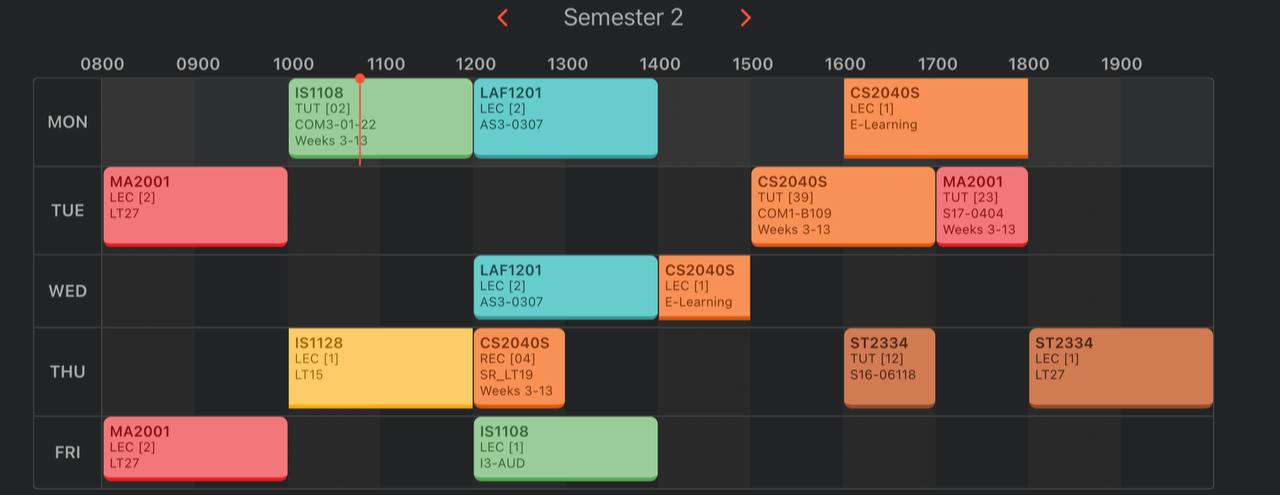 Semester 2
0800 0900 1000 1100 1200 1300 1400 1500 1600 1700 1800 1900
MON
IS1108
TUT [02]
COM3-01-22
Weeks 3-13
LAF1201
LEC [2]
AS3-0307
CS2040S
LEC [1]
E-Learning
TUE
MA2001
LEC [2]
LT27
CS2040S
TUT [39]
COM1-B109
Weeks 3-13
MA2001
TUT [23]
S17-0404
Weeks 3-13
WED
LAF1201
LEC [2]
AS3-0307
CS2040S
LEC [1]
E-Learning
THU
IS1128
LEC [1]
LT15
CS2040S
REC [04]
SR_LT19
Weeks 3-13
ST2334
TUT [12]
S16-06118
ST2334
LEC [1]
LT27
FRI
MA2001
LEC [2]
LT27
IS1108
LEC [1]
I3-AUD